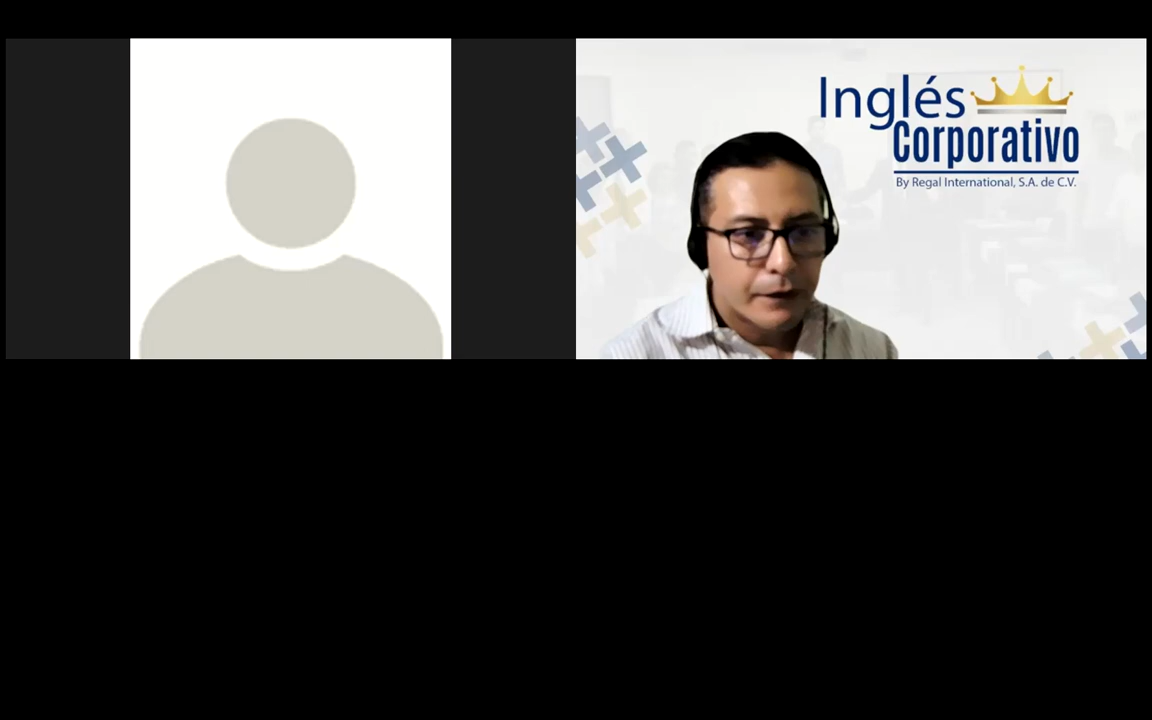 Inglés
Corporativo
By Regal International, S.A. de C.V.